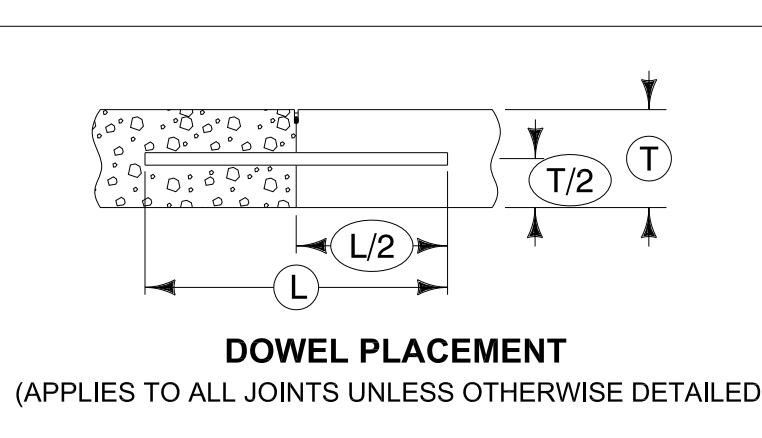 T
T/2
L/2
L
DOWEL PLACEMENT
(APPLIES TO ALL JOINTS UNLESS OTHERWISE DETAILED